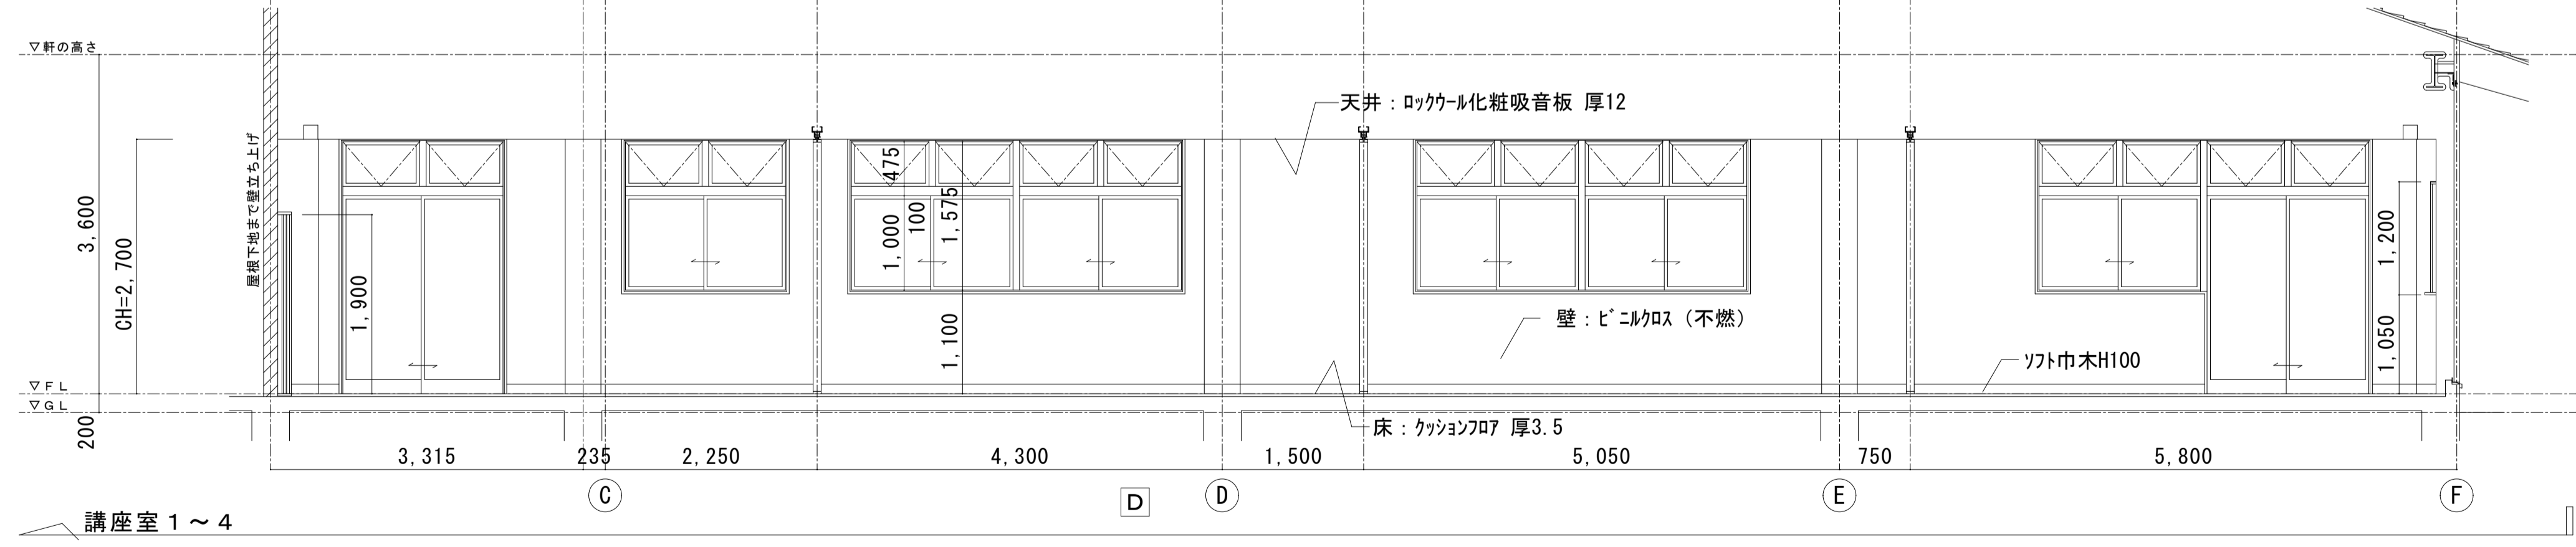 ▽軒の高さ
天井：ロックウール化粧吸音板 厚12
屋根下地まで壁立ち上げ
3,600
CH=2,700
1,900
475
100
1,000
1,575
1,100
壁：ビニルクロス（不燃）
ソフト巾木H100
1,200
1,050
▽ＦＬ
▽ＧＬ
200
床：クッションフロア 厚3.5
3,315
235
2,250
4,300
1,500
5,050
750
5,800
C
D
D
E
F
講座室１～４